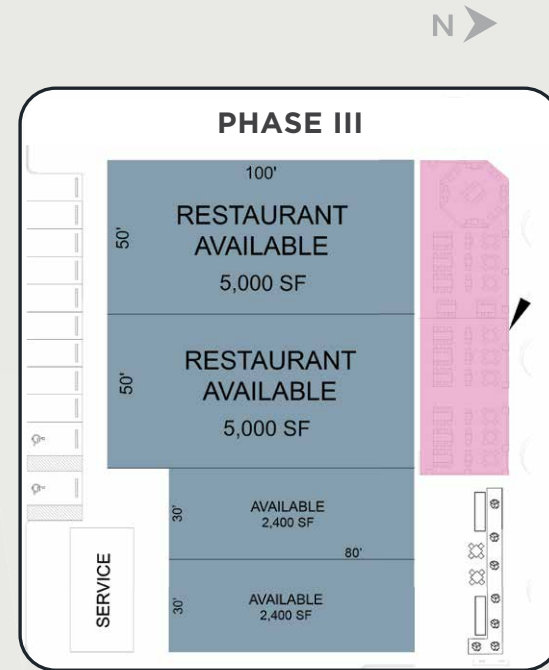 N
PHASE III
100'
50'
RESTAURANT
AVAILABLE
5,000 SF
50'
RESTAURANT
AVAILABLE
5,000 SF
30'
AVAILABLE
2,400 SF
80'
SERVICE
30'
AVAILABLE
2,400 SF